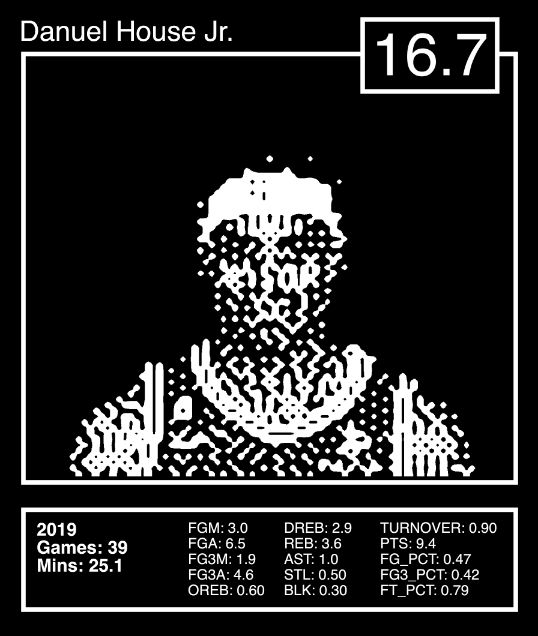 Danuel House Jr.
16.7
2019
Games: 39
Mins: 25.1
FGM: 3.0
FGA: 6.5
FG3M: 1.9
FG3A: 4.6
OREB: 0.60
DREB: 2.9
REB: 3.6
AST: 1.0
STL: 0.50
BLK: 0.30
TURNOVER: 0.90
PTS: 9.4
FG_PCT: 0.47
FG3_PCT: 0.42
FT_PCT: 0.79